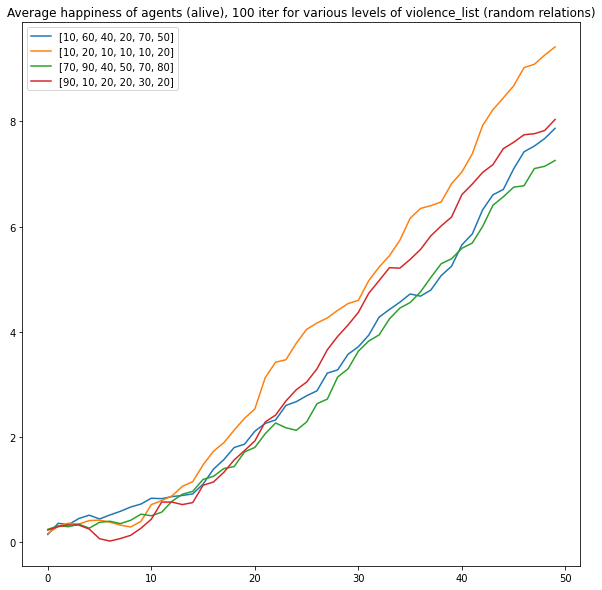 Average happiness of agents (alive), 100 iter for various levels of violence_list (random relations)
[10, 60, 40, 20, 70, 50]
[10, 20, 10, 10, 10, 20]
[70, 90, 40, 50, 70, 80]
[90, 10, 20, 20, 30, 20]
8
6
4
2
0
0 10 20 30 40 50